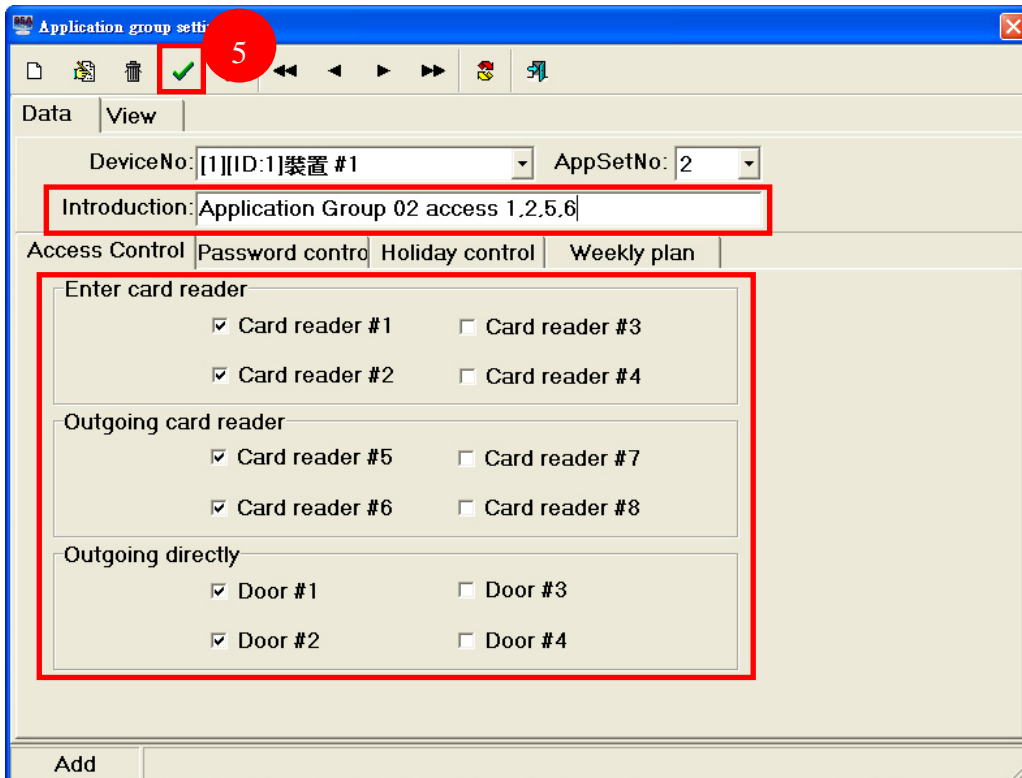 Application group setti
5
Data View
DeviceNo: [1][ID:1]裝置 #1 AppSetNo: 2
Introduction: Application Group 02 access 1,2,5,6
Access Control Password contro Holiday control Weekly plan
Enter card reader
Card reader #1 Card reader #3
Card reader #2 Card reader #4
Outgoing card reader
Card reader #5 Card reader #7
Card reader #6 Card reader #8
Outgoing directly
Door #1 Door #3
Door #2 Door #4
Add